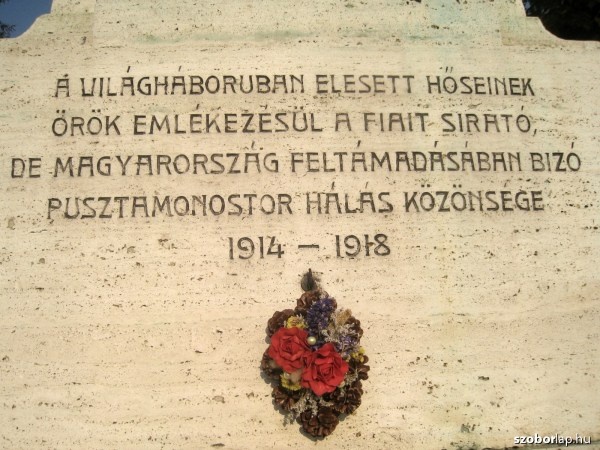 A VILÁGHÁBORUBAN ELESETT HŐSEINEK
ÖRÖK EMLÉKEZÉSÜL A FIAIT SIRATÓ,
DE MAGYARORSZÁG FELTÁMADÁSÁBAN BIZÓ
PUSZTAMONOSTOR HÁLÁS KÖZÖNSÉGE
1914 — 1918
szoborlap.hu